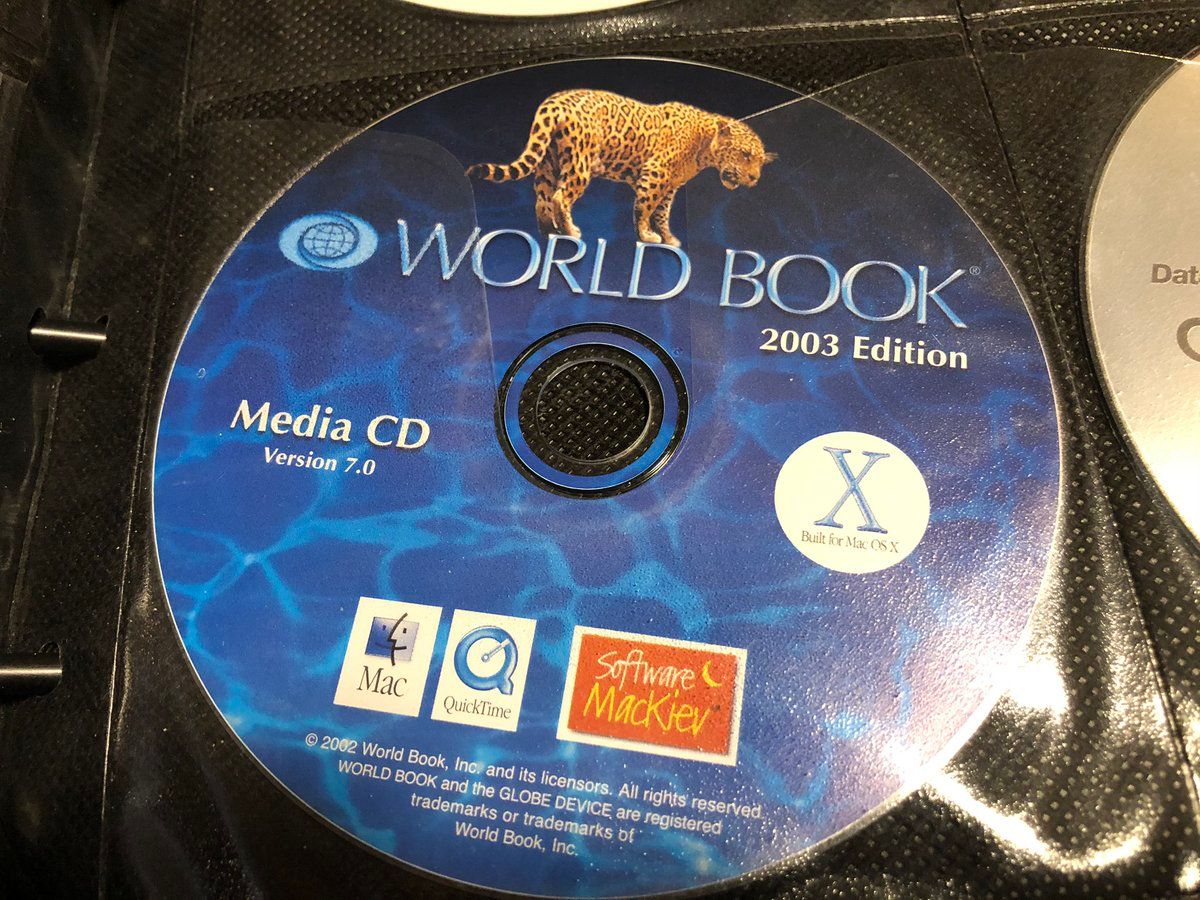 WORLD BOOK®
2003 Edition
Media CD
Version 7.0
X
Built for Mac OS X
Mac
QuickTime
Software
MacKiev
© 2002 World Book, Inc. and its licensors. All rights reserved.
WORLD BOOK and the GLOBE DEVICE are registered
trademarks or trademarks of
World Book, Inc.